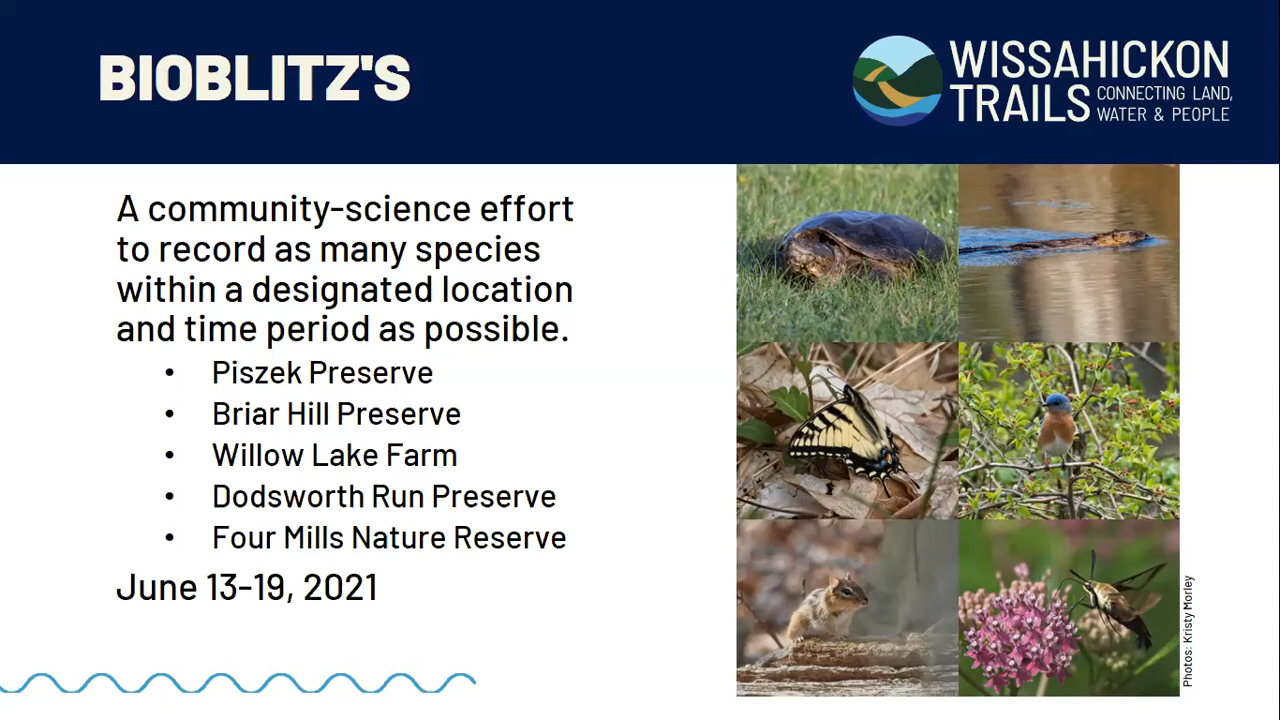 BIOBLITZ'S
WISSAHICKON
TRAILS CONNECTING LAND,
WATER & PEOPLE
A community-science effort
to record as many species
within a designated location
and time period as possible.
• Piszek Preserve
• Briar Hill Preserve
• Willow Lake Farm
• Dodsworth Run Preserve
• Four Mills Nature Reserve
June 13-19, 2021
Photos: Kristy Morley